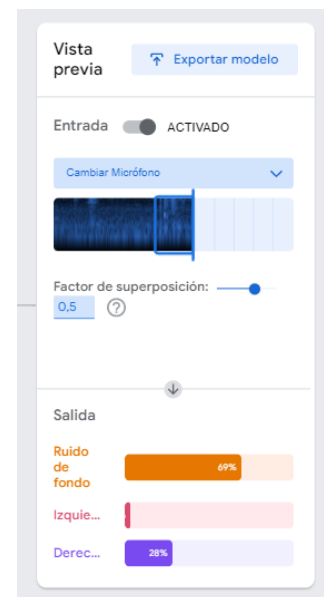 Vista
previa
Exportar modelo
Entrada
ACTIVADO
Cambiar Micrófono
Factor de superposición:
0,5
?
Salida
Ruido
de
fondo
69%
Izquie...
Derec...
28%